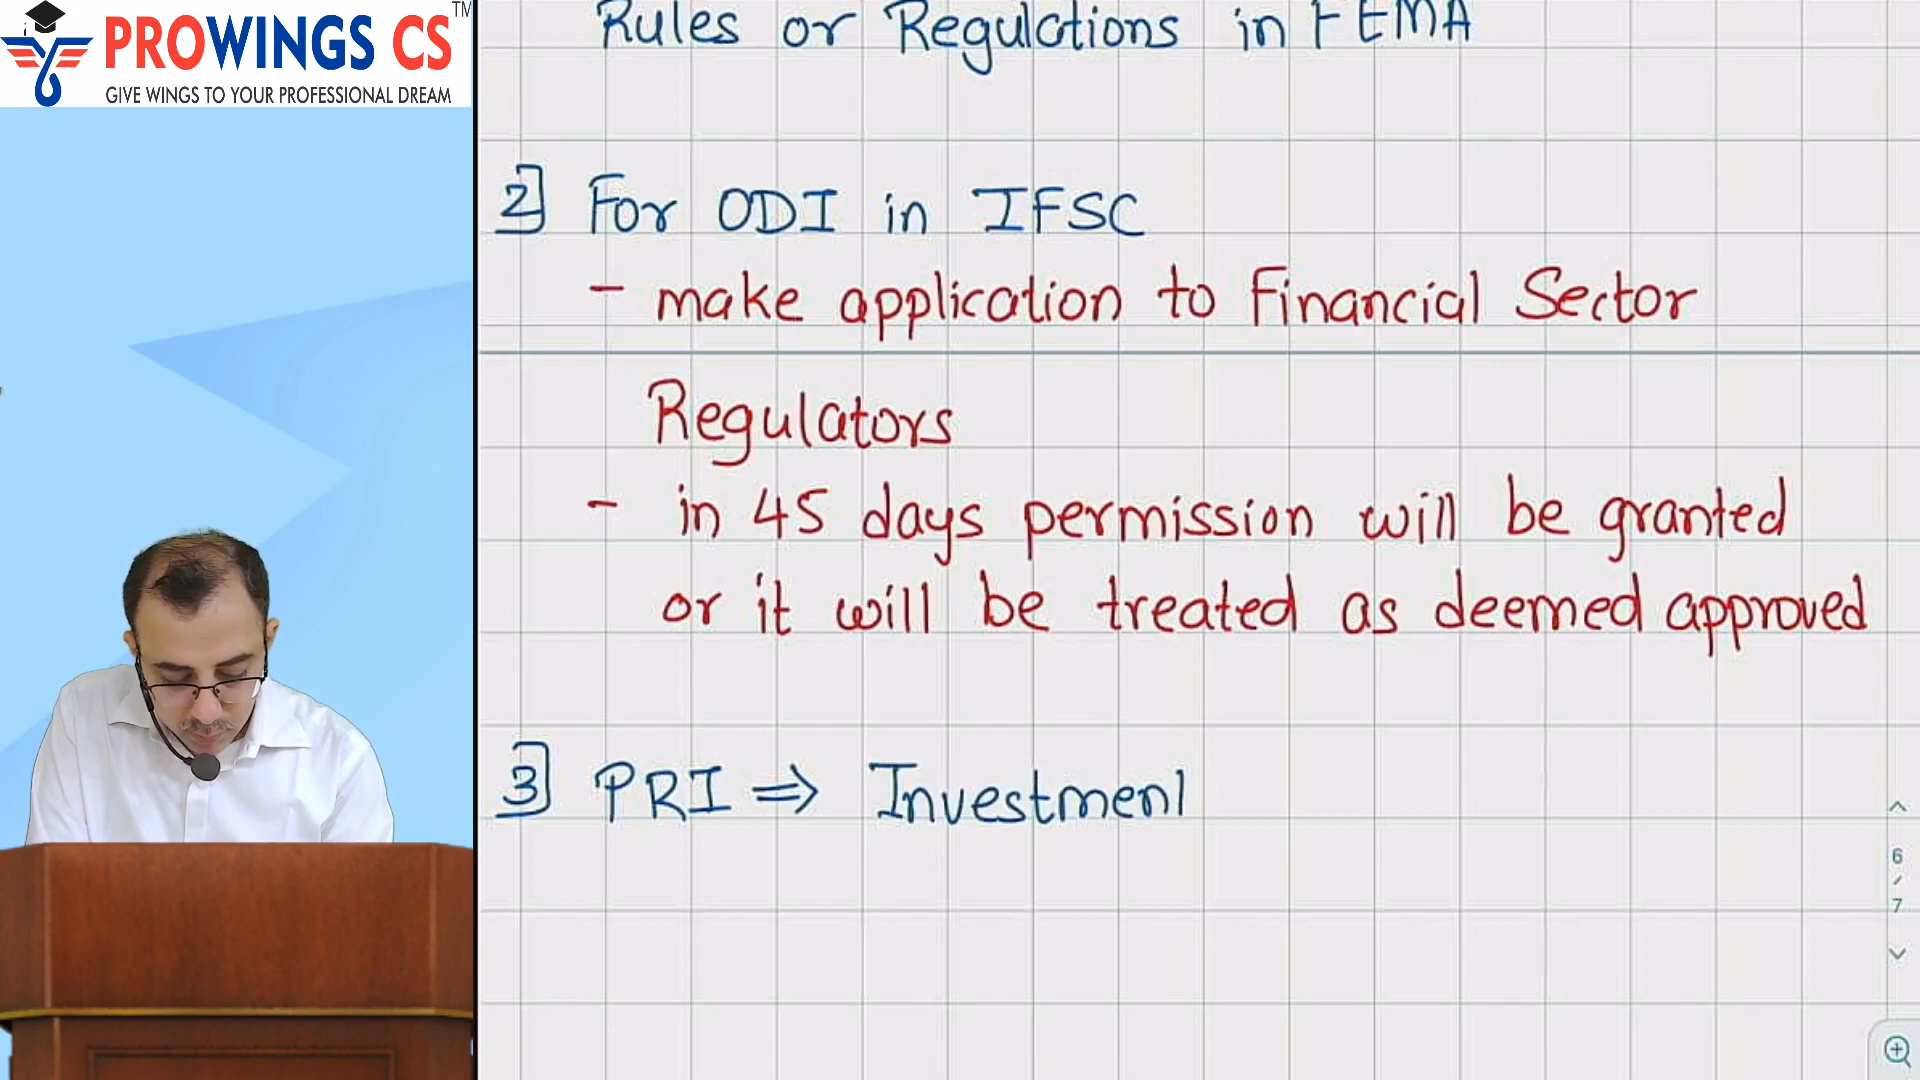 PROWINGS CS TM
GIVE WINGS TO YOUR PROFESSIONAL DREAM
Rules or Regulations in FEMA
2] For ODI in IFSC
- make application to Financial Sector
Regulators
- in 45 days permission will be granted
or it will be treated as deemed approved
3] PRI ⇒ Investment
6
/
7